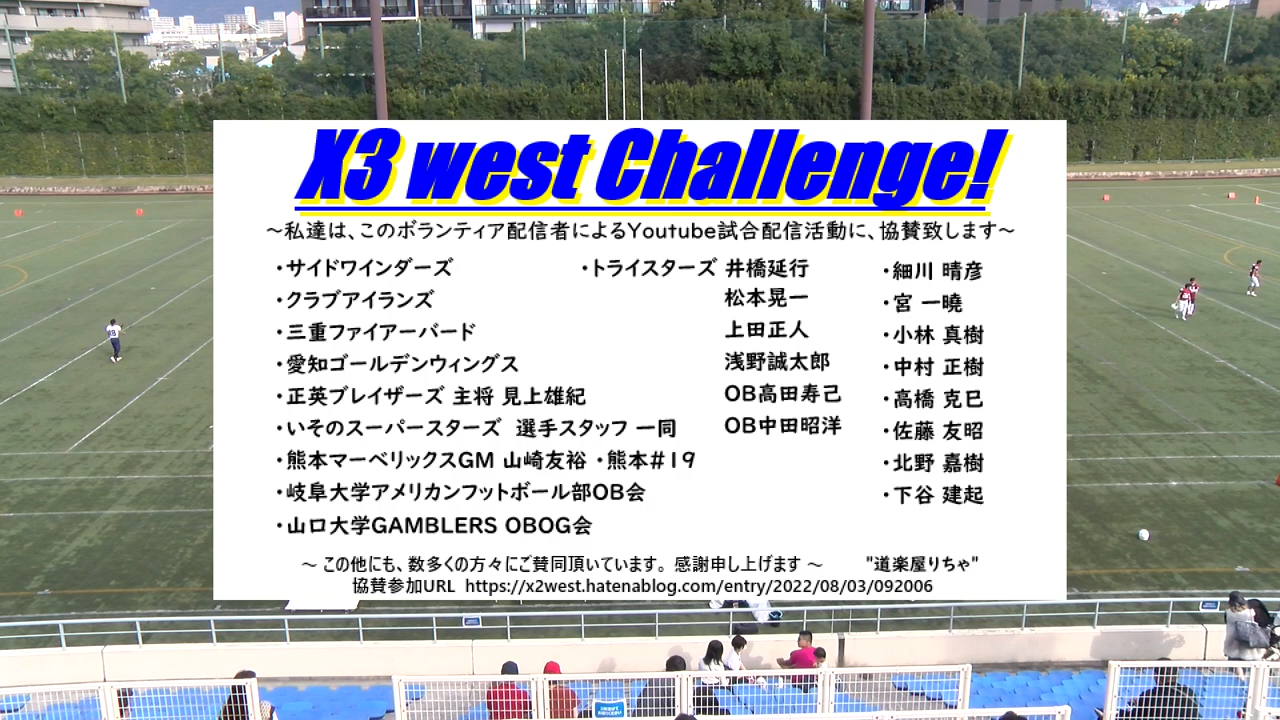 X3 west Challenge!
～私達は、このボランティア配信者によるYoutube試合配信活動に、協賛致します～
・サイドワインダーズ
・クラブアイランズ
・三重ファイアーバード
・愛知ゴールデンウィングス
・正英ブレイザーズ 主将 見上雄紀
・いそのスーパースターズ 選手スタッフ 一同
・熊本マーベリックスGM 山崎友裕 ・熊本#19
・岐阜大学アメリカンフットボール部OB会
・山口大学GAMBLERS OBOG会
・トライスターズ 井橋延行
松本晃一
上田正人
浅野誠太郎
OB高田寿己
OB中田昭洋
・細川 晴彦
・宮 一曉
・小林 真樹
・中村 正樹
・高橋 克巳
・佐藤 友昭
・北野 嘉樹
・下谷 建起
～ この他にも、数多くの方々にご賛同頂いています。感謝申し上げます ～ "道楽屋りちゃ"
協賛参加URL https://x2west.hatenablog.com/entry/2022/08/03/092006